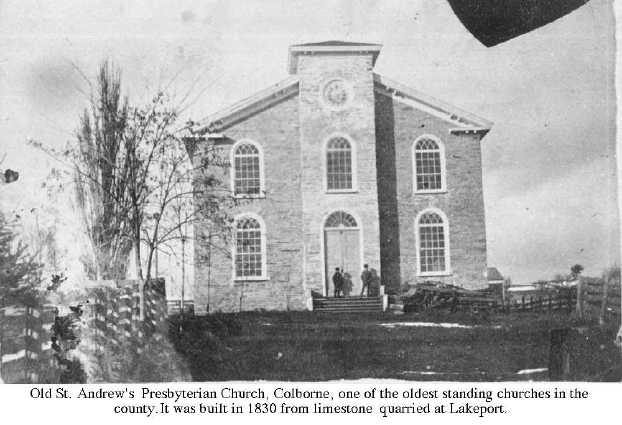 Old St. Andrew's Presbyterian Church, Colborne, one of the oldest standing churches in the
county. It was built in 1830 from limestone quarried at Lakeport.